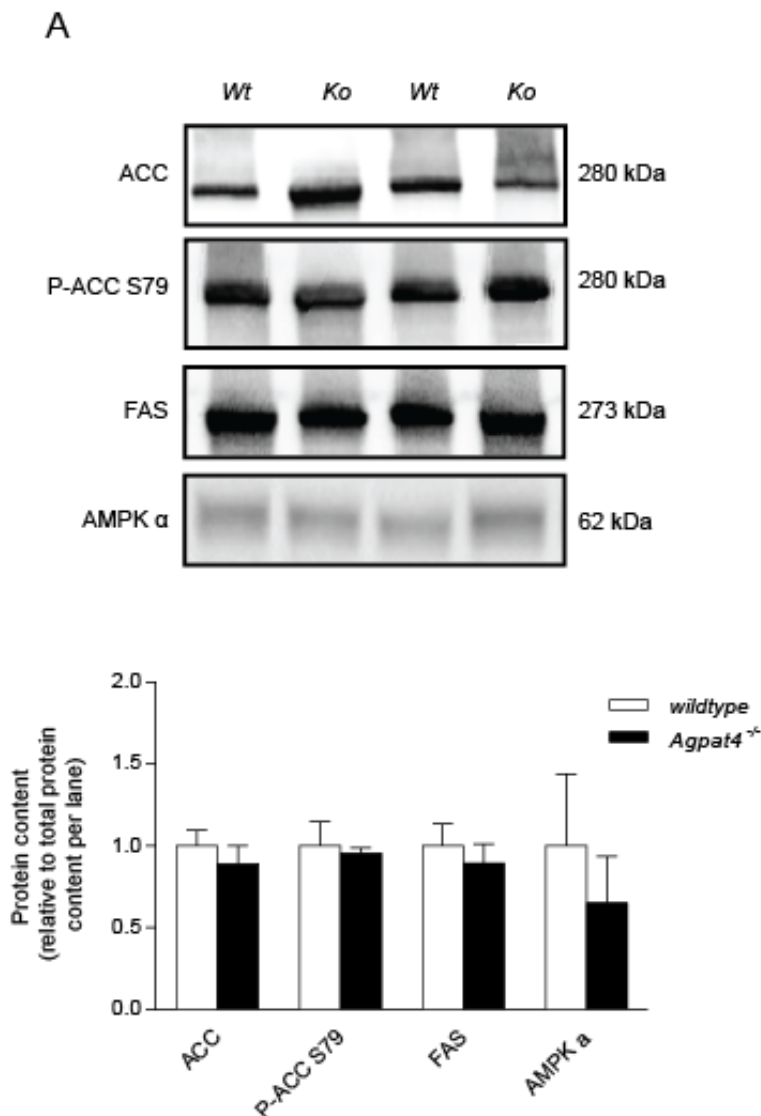 A
Wt Ko Wt Ko
ACC 280 kDa
P-ACC S79 280 kDa
FAS 273 kDa
AMPK α 62 kDa
2.0
1.5
1.0
0.5
0.0
Protein content
(relative to total protein
content per lane)
wildtype
Agpat4 -/-
ACC
P-ACC S79
FAS
AMPK a